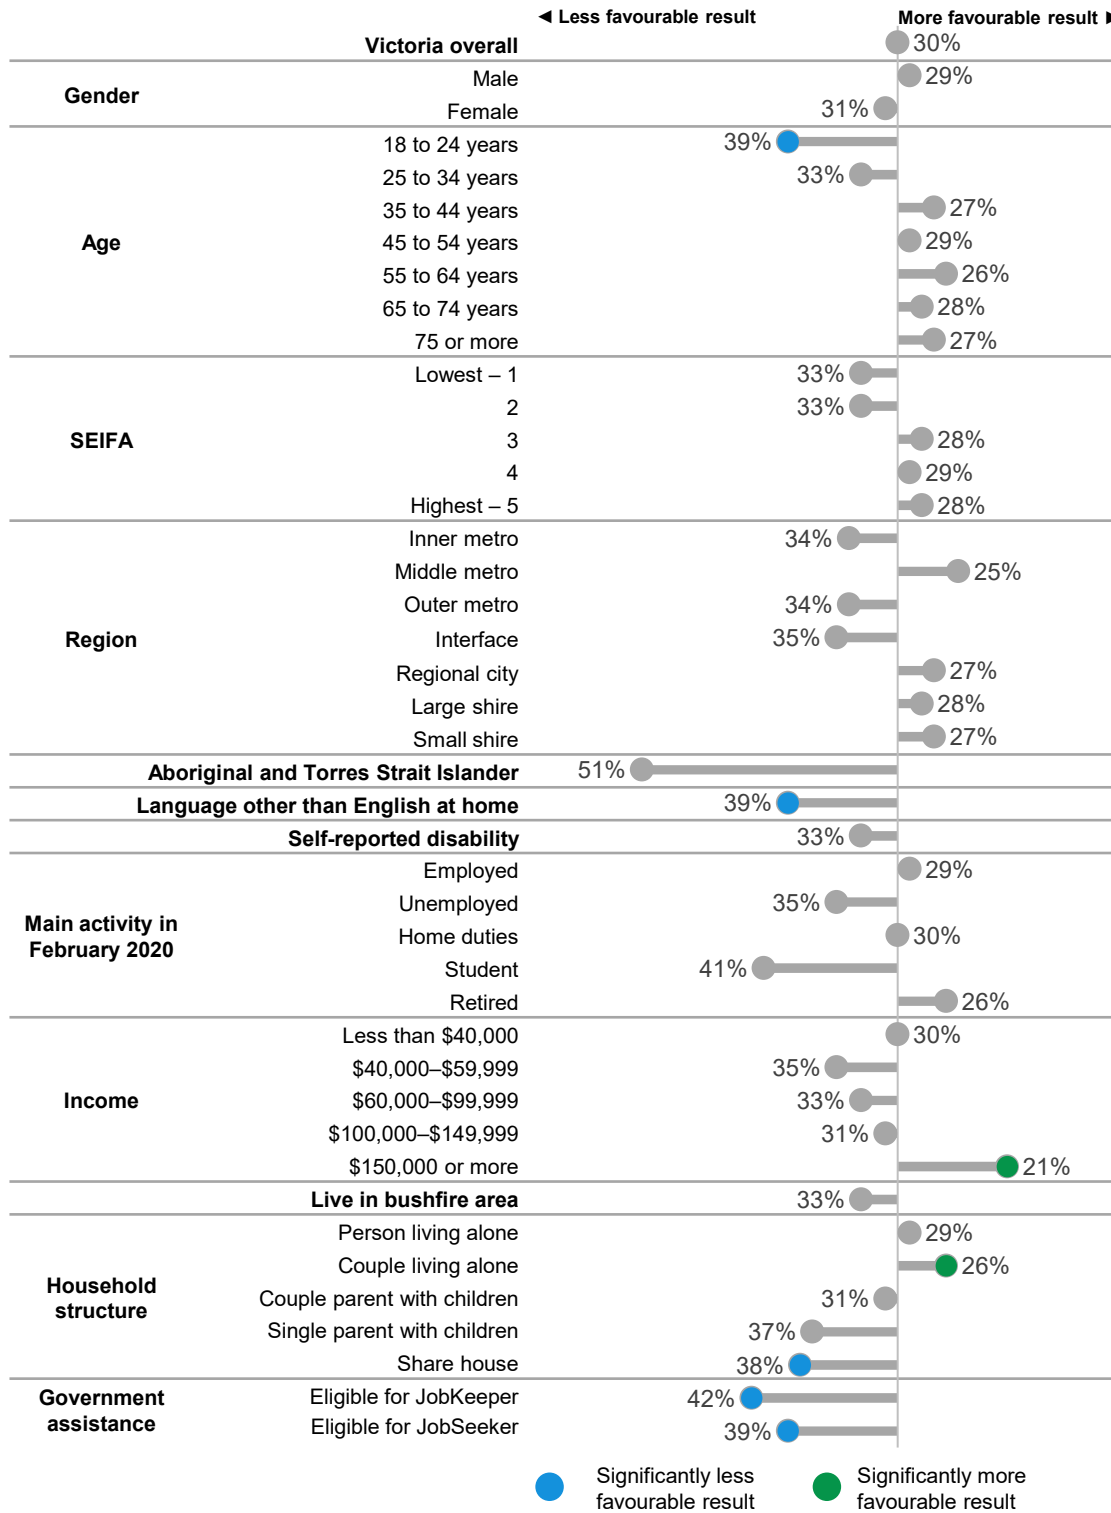 ◄ Less favourable result More favourable result ►
Victoria overall 30%
Gender
Male 29%
Female 31%
Age
18 to 24 years 39%
25 to 34 years 33%
35 to 44 years 27%
45 to 54 years 29%
55 to 64 years 26%
65 to 74 years 28%
75 or more 27%
SEIFA
Lowest – 1 33%
2 33%
3 28%
4 29%
Highest – 5 28%
Region
Inner metro 34%
Middle metro 25%
Outer metro 34%
Interface 35%
Regional city 27%
Large shire 28%
Small shire 27%
Aboriginal and Torres Strait Islander 51%
Language other than English at home 39%
Self-reported disability 33%
Main activity in
February 2020
Employed 29%
Unemployed 35%
Home duties 30%
Student 41%
Retired 26%
Income
Less than $40,000 30%
$40,000–$59,999 35%
$60,000–$99,999 33%
$100,000–$149,999 31%
$150,000 or more 21%
Live in bushfire area 33%
Household
structure
Person living alone 29%
Couple living alone 26%
Couple parent with children 31%
Single parent with children 37%
Share house 38%
Government
assistance
Eligible for JobKeeper 42%
Eligible for JobSeeker 39%
Significantly less
favourable result
Significantly more
favourable result